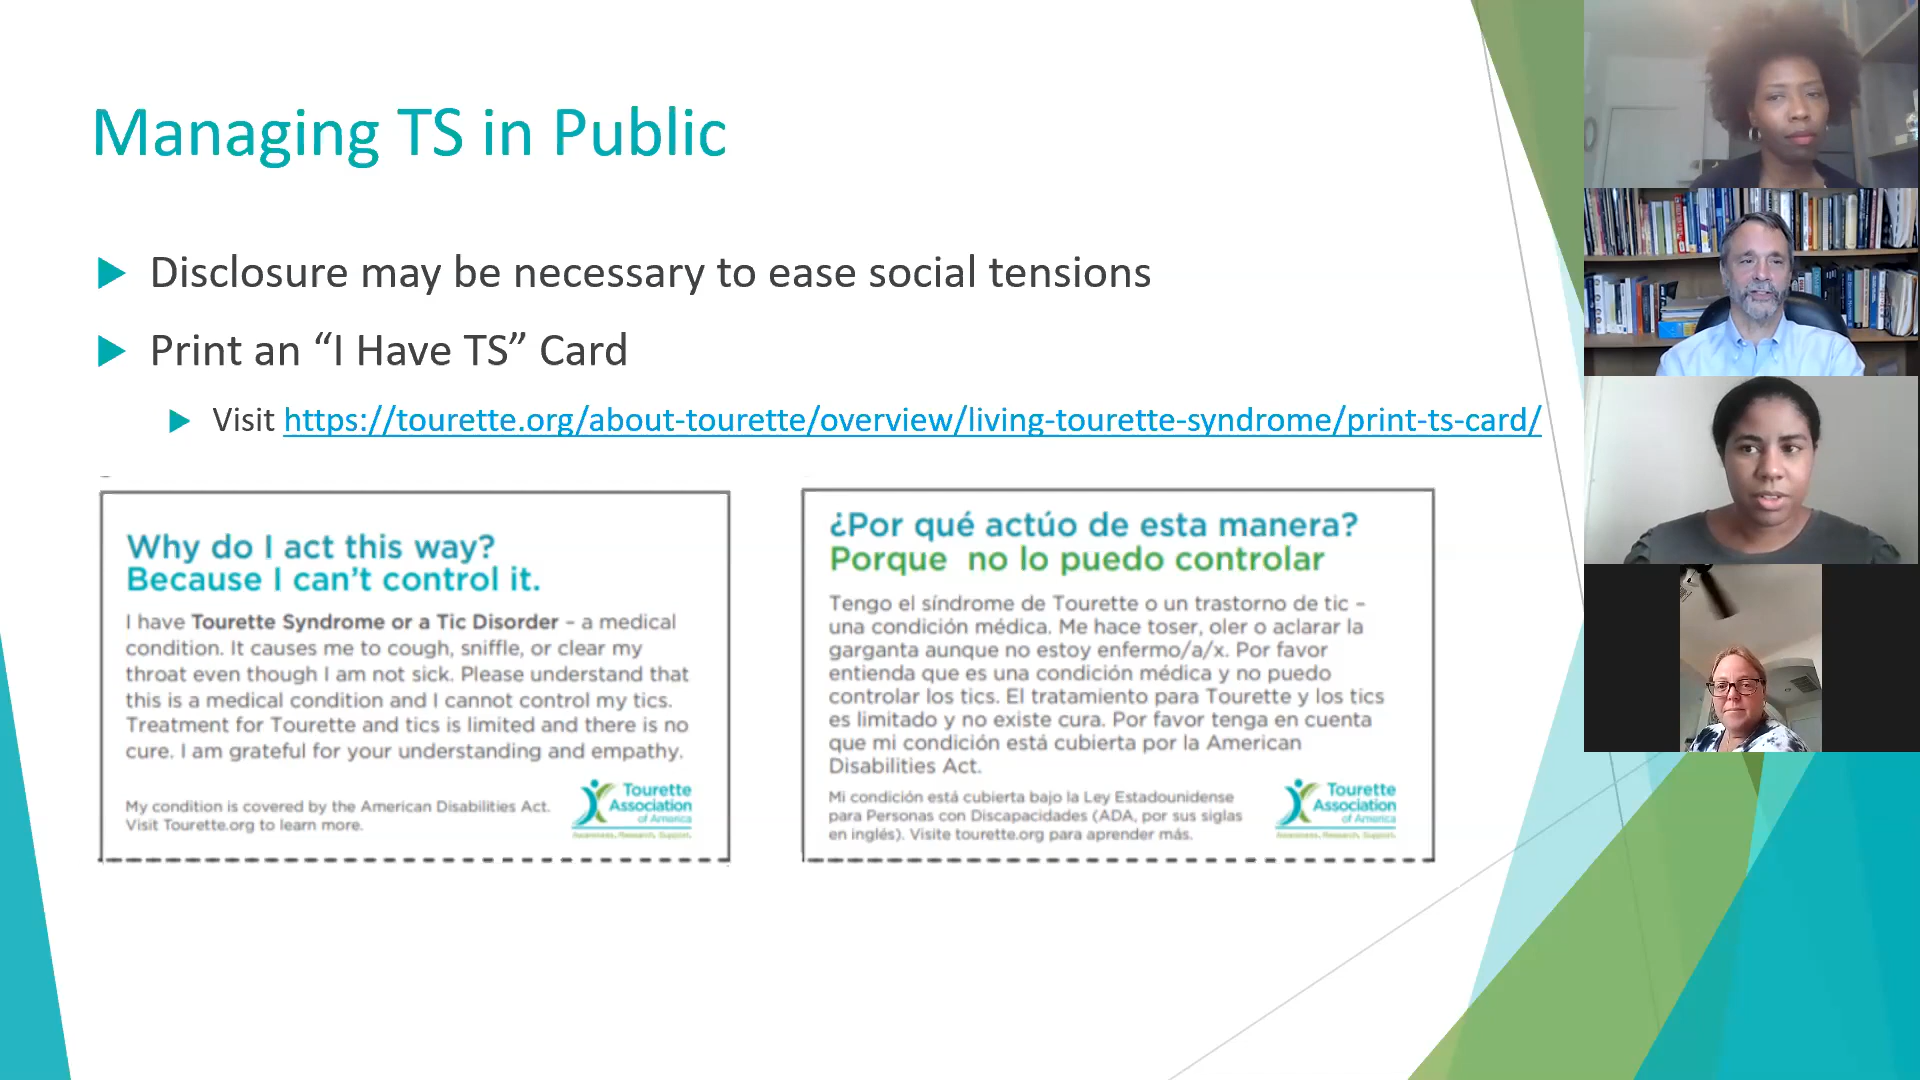 Managing TS in Public
Disclosure may be necessary to ease social tensions
Print an “I Have TS” Card
Visit https://tourette.org/about-tourette/overview/living-tourette-syndrome/print-ts-card/
Why do I act this way?
Because I can’t control it.
I have Tourette Syndrome or a Tic Disorder – a medical
condition. It causes me to cough, sniffle, or clear my
throat even though I am not sick. Please understand that
this is a medical condition and I cannot control my tics.
Treatment for Tourette and tics is limited and there is no
cure. I am grateful for your understanding and empathy.
My condition is covered by the American Disabilities Act.
Visit Tourette.org to learn more.
Tourette
Association
of America
Awareness. Research. Support.
¿Por qué actúo de esta manera?
Porque no lo puedo controlar
Tengo el síndrome de Tourette o un trastorno de tic –
una condición médica. Me hace toser, oler o aclarar la
garganta aunque no estoy enfermo/a/x. Por favor
entienda que es una condición médica y no puedo
controlar los tics. El tratamiento para Tourette y los tics
es limitado y no existe cura. Por favor tenga en cuenta
que mi condición está cubierta por la American
Disabilities Act.
Mi condición está cubierta bajo la Ley Estadounidense
para Personas con Discapacidades (ADA, por sus siglas
en inglés). Visite tourette.org para aprender más.
Tourette
Association
of America
Awareness. Research. Support.